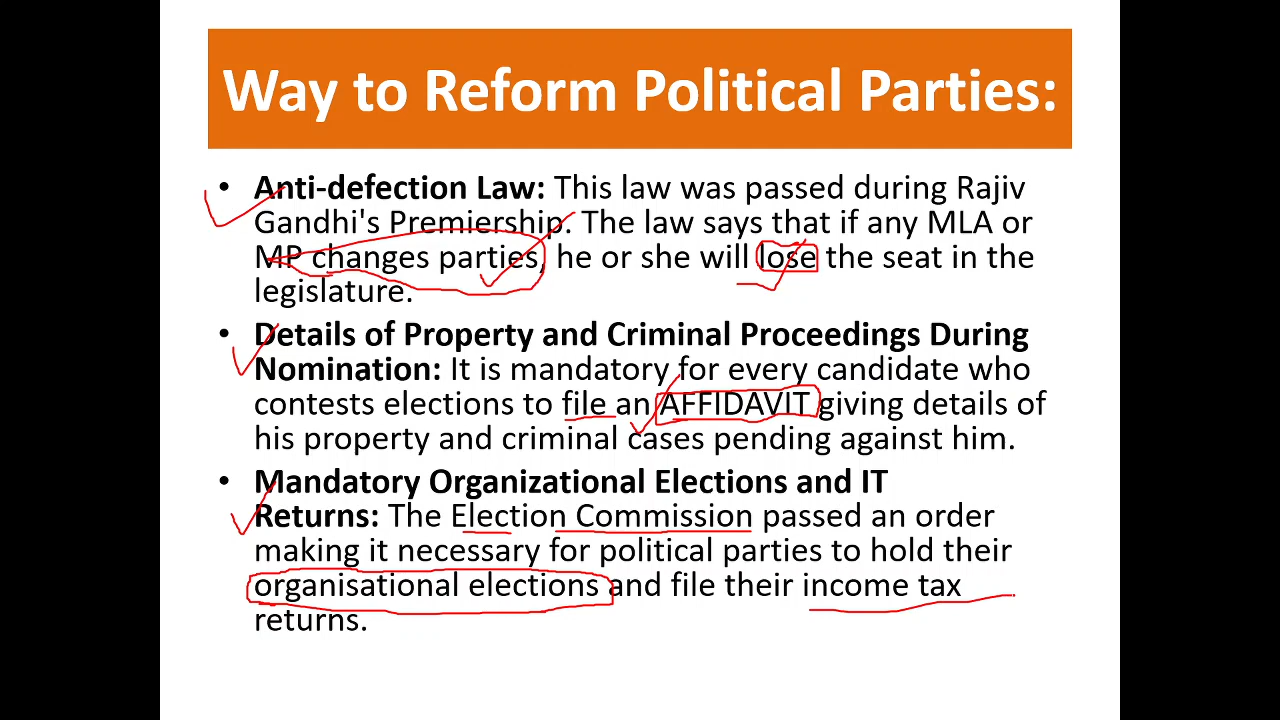 Way to Reform Political Parties:
• Anti-defection Law: This law was passed during Rajiv
Gandhi's Premiership. The law says that if any MLA or
MP changes parties, he or she will lose the seat in the
legislature.
• Details of Property and Criminal Proceedings During
Nomination: It is mandatory for every candidate who
contests elections to file an AFFIDAVIT giving details of
his property and criminal cases pending against him.
• Mandatory Organizational Elections and IT
Returns: The Election Commission passed an order
making it necessary for political parties to hold their
organisational elections and file their income tax
returns.